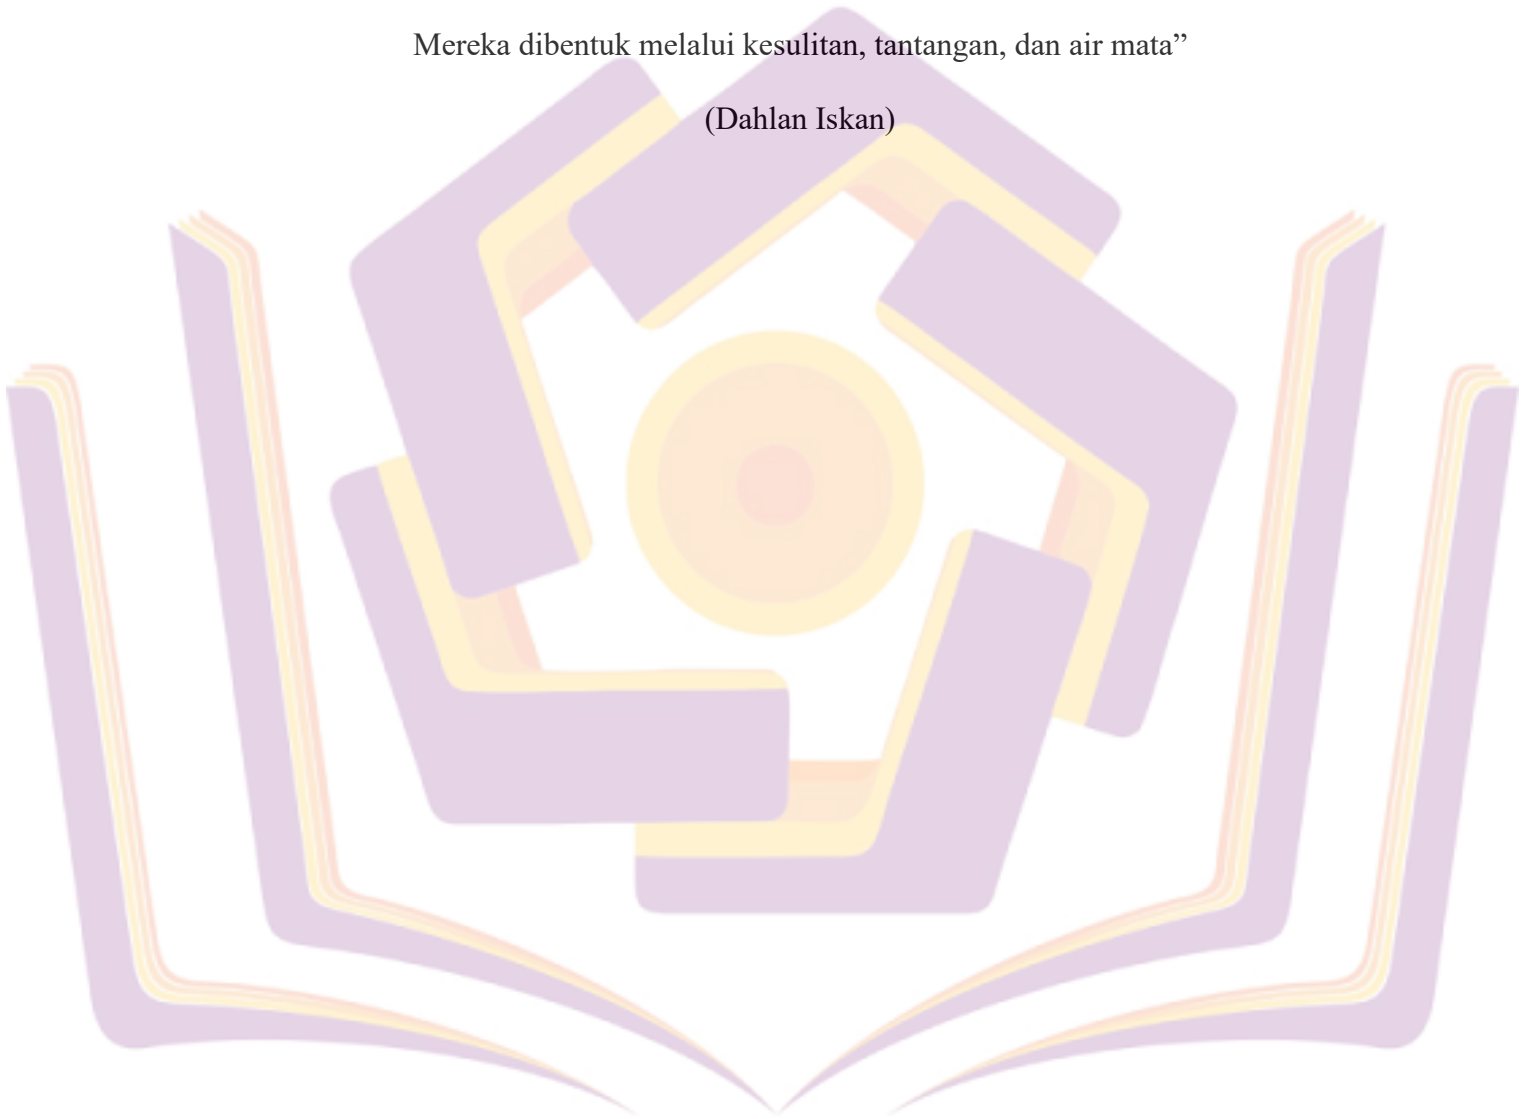 Mereka dibentuk melalui kesulitan, tantangan, dan air mata”
(Dahlan Iskan)